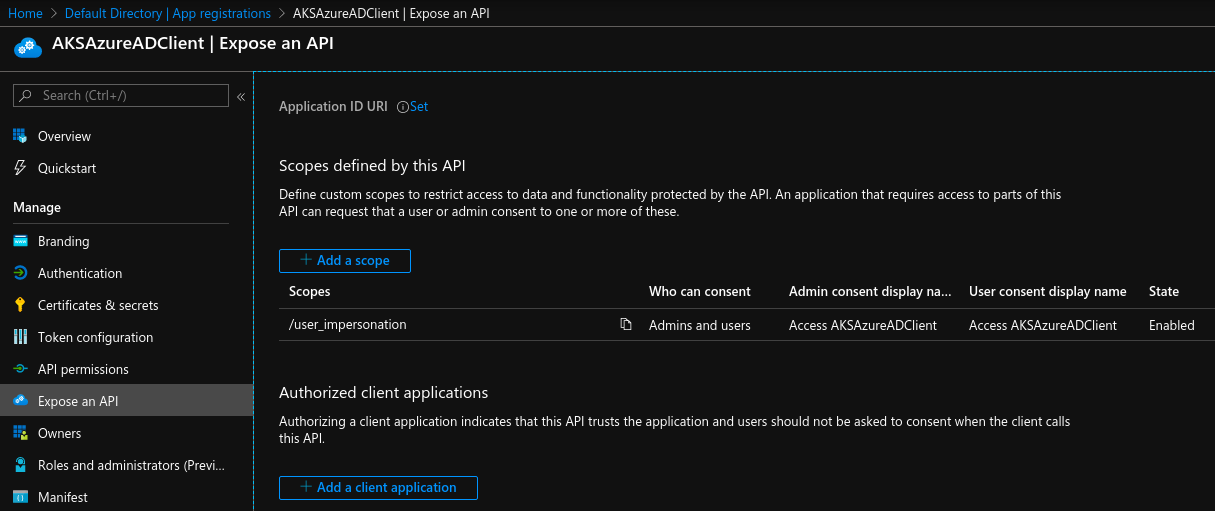 Home > Default Directory | App registrations > AKSAzureADClient | Expose an API
AKSAzureADClient | Expose an API
Search (Ctrl+/)
«
Overview
Quickstart
Manage
Branding
Authentication
Certificates & secrets
Token configuration
API permissions
Expose an API
Owners
Roles and administrators (Previ...
Manifest
Application ID URI Set
Scopes defined by this API
Define custom scopes to restrict access to data and functionality protected by the API. An application that requires access to parts of this
API can request that a user or admin consent to one or more of these.
+ Add a scope
Scopes Who can consent Admin consent display na... User consent display name State
/user_impersonation Admins and users Access AKSAzureADClient Access AKSAzureADClient Enabled
Authorized client applications
Authorizing a client application indicates that this API trusts the application and users should not be asked to consent when the client calls
this API.
+ Add a client application